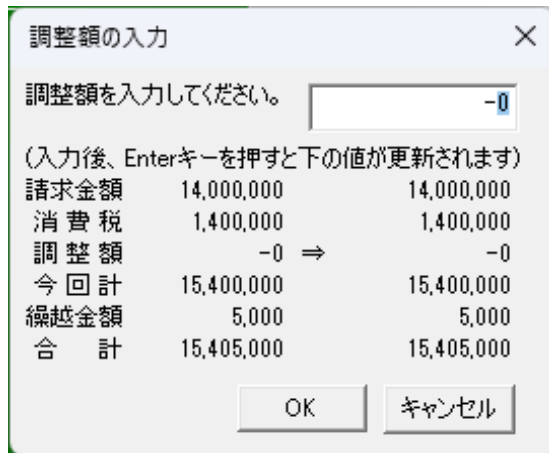 調整額の入力
調整額を入力してください。 -0
(入力後、Enterキーを押すと下の値が更新されます)
請求金額 14,000,000 14,000,000
消費税 1,400,000 1,400,000
調整額 -0 ⇒ -0
今回計 15,400,000 15,400,000
繰越金額 5,000 5,000
合計 15,405,000 15,405,000
OK キャンセル